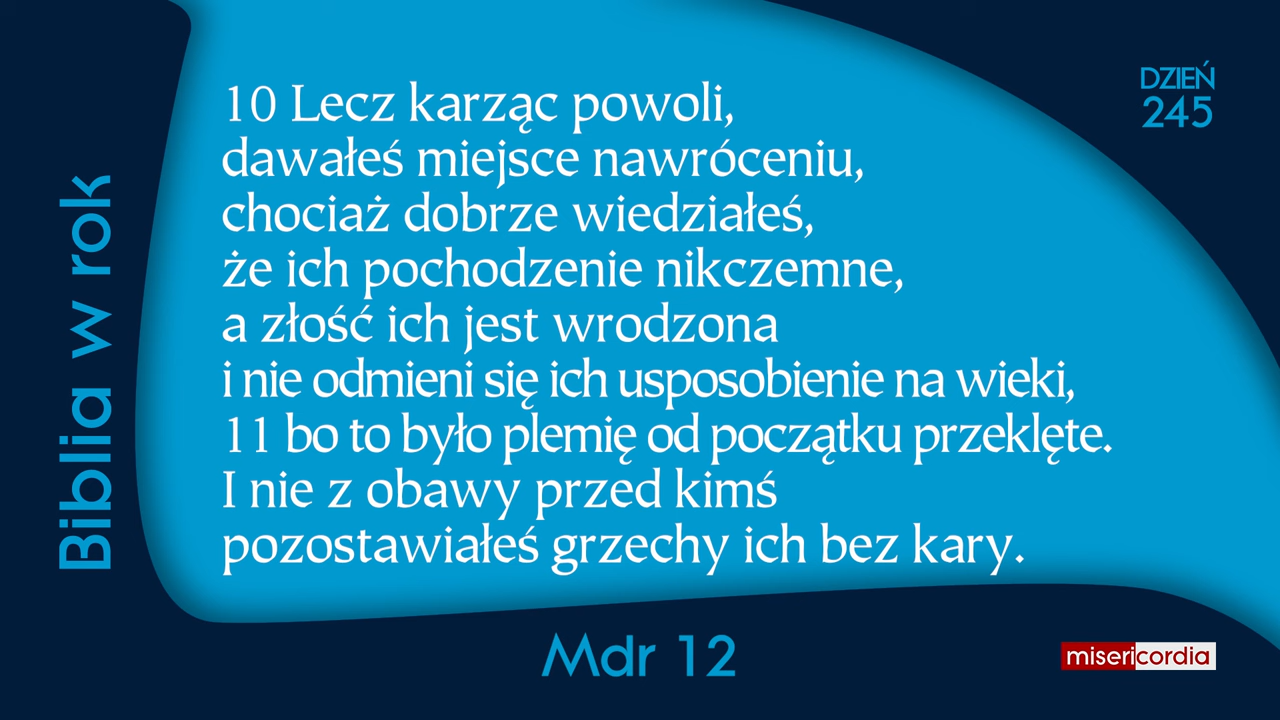 DZIEŃ
245
Biblia w rok
10 Lecz karząc powoli,
dawałeś miejsce nawróceniu,
chociaż dobrze wiedziałeś,
że ich pochodzenie nikczemne,
a złość ich jest wrodzona
i nie odmieni się ich usposobienie na wieki,
11 bo to było plemię od początku przeklęte.
I nie z obawy przed kimś
pozostawiałeś grzechy ich bez kary.
Mdr 12
misericordia